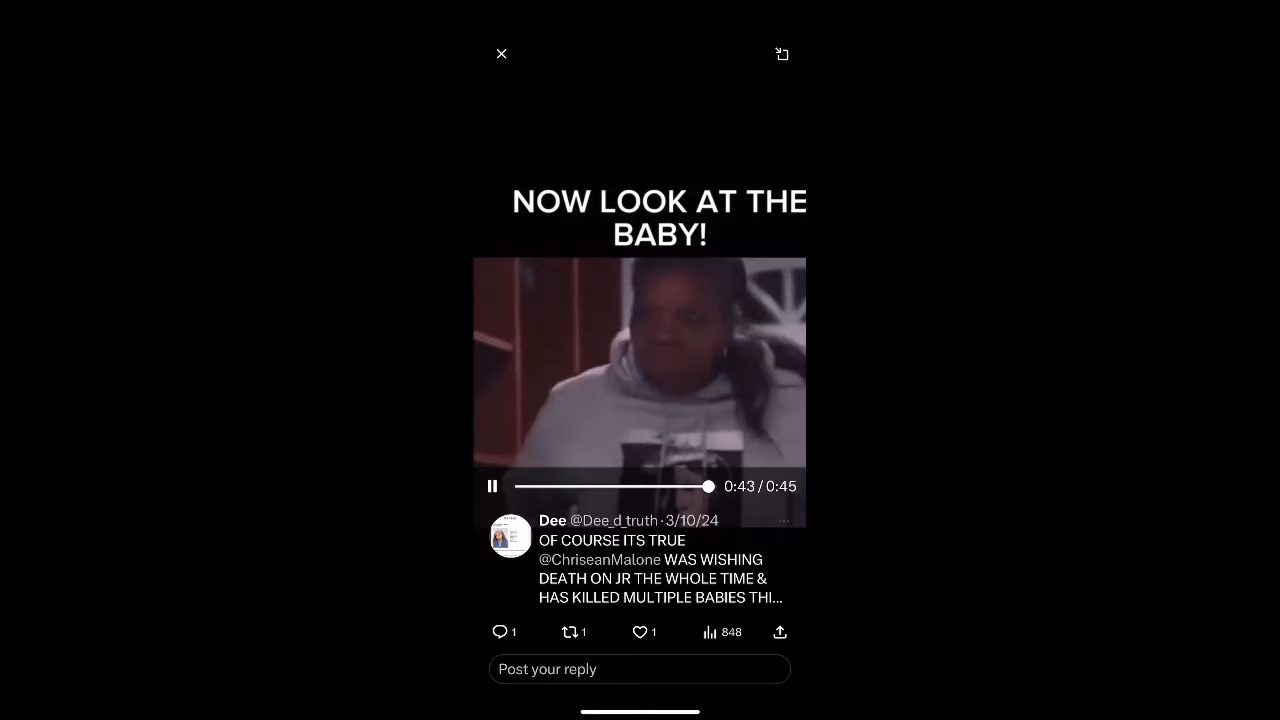 NOW LOOK AT THE
BABY!
0:43 / 0:45
Dee @Dee_d_truth · 3/10/24
OF COURSE ITS TRUE
@ChriseanMalone WAS WISHING
DEATH ON JR THE WHOLE TIME &
HAS KILLED MULTIPLE BABIES THI...
1 1 1 848
Post your reply